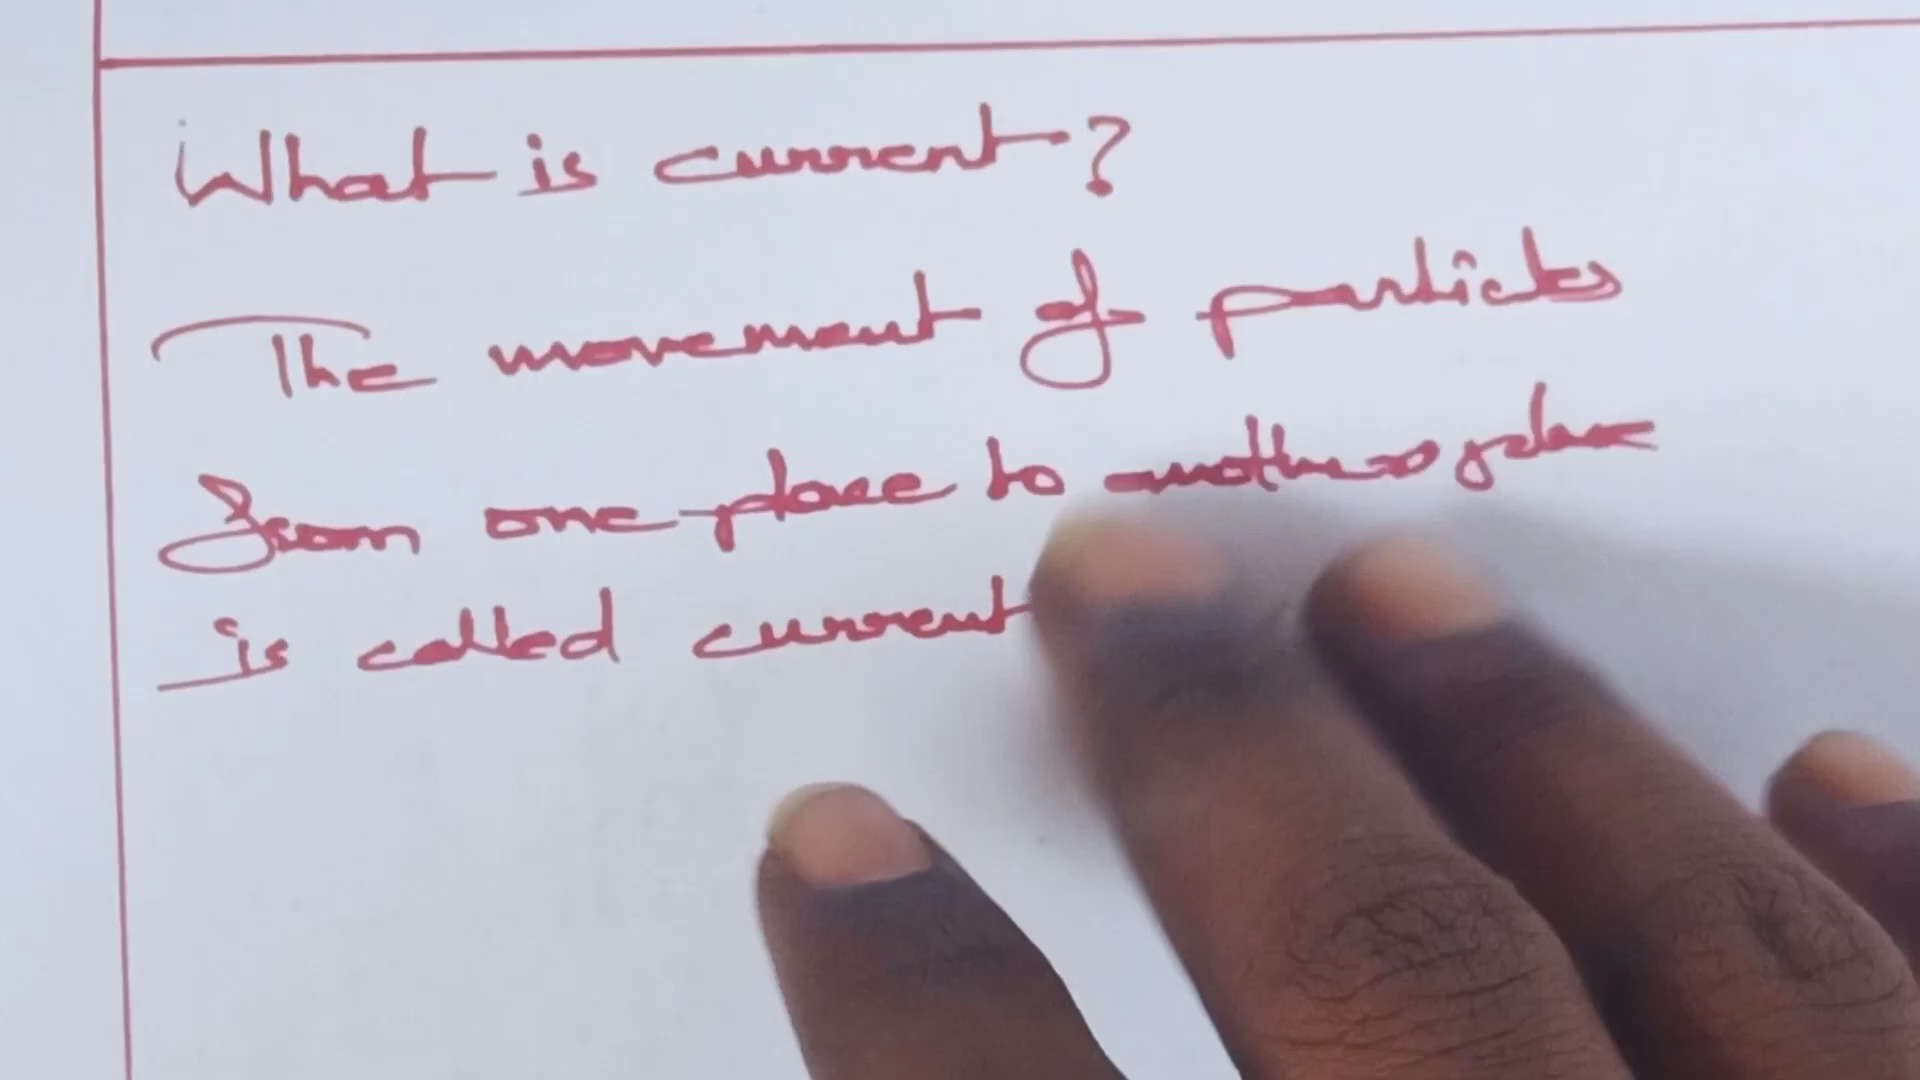 What is current?
The movement of particles
from one place to another place
is called current